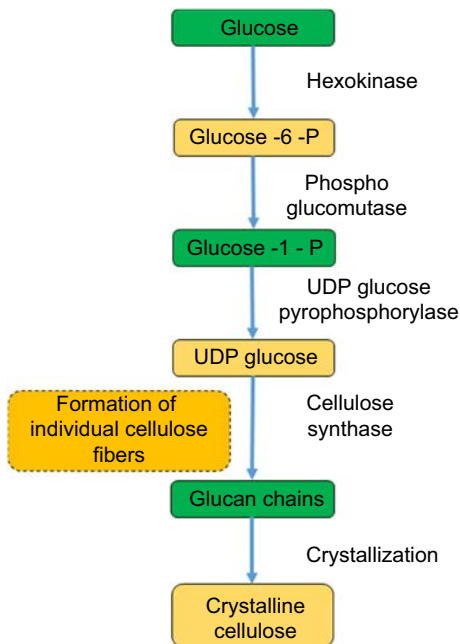 Glucose
Hexokinase
Glucose -6 -P
Phospho
glucomutase
Glucose -1 - P
UDP glucose
pyrophosphorylase
UDP glucose
Formation of
individual cellulose
fibers
Cellulose
synthase
Glucan chains
Crystallization
Crystalline
cellulose